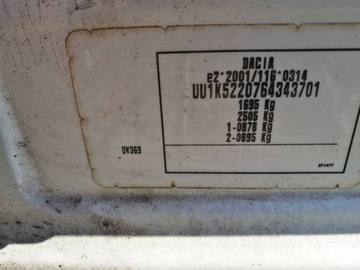 DACIA
e2*2001/116*0314
UU1K5220764343701
1695 Kg
2505 Kg
1-0878 Kg
2-0895 Kg
OV369
971477